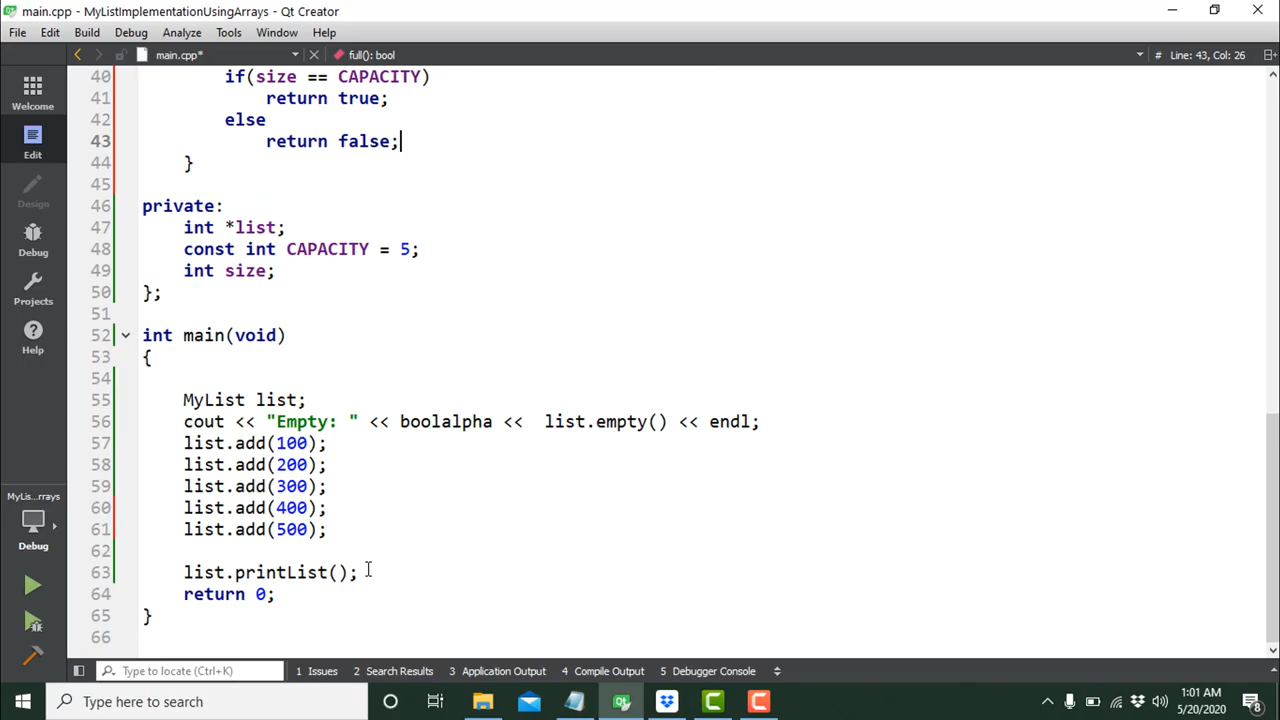 main.cpp - MyListImplementationUsingArrays - Qt Creator
File Edit Build Debug Analyze Tools Window Help
main.cpp* full(): bool # Line: 43, Col: 26
Welcome
Edit
Design
Debug
Projects
Help
MyLis...rrays
Debug
40 if(size == CAPACITY)
41 return true;
42 else
43 return false;
44 }
45
46 private:
47 int *list;
48 const int CAPACITY = 5;
49 int size;
50 };
51
52 int main(void)
53 {
54
55 MyList list;
56 cout << "Empty: " << boolalpha <<  list.empty() << endl;
57 list.add(100);
58 list.add(200);
59 list.add(300);
60 list.add(400);
61 list.add(500);
62
63 list.printList();
64 return 0;
65 }
66
Type to locate (Ctrl+K) 1 Issues 2 Search Results 3 Application Output 4 Compile Output 5 Debugger Console
Type here to search
1:01 AM
5/20/2020
8